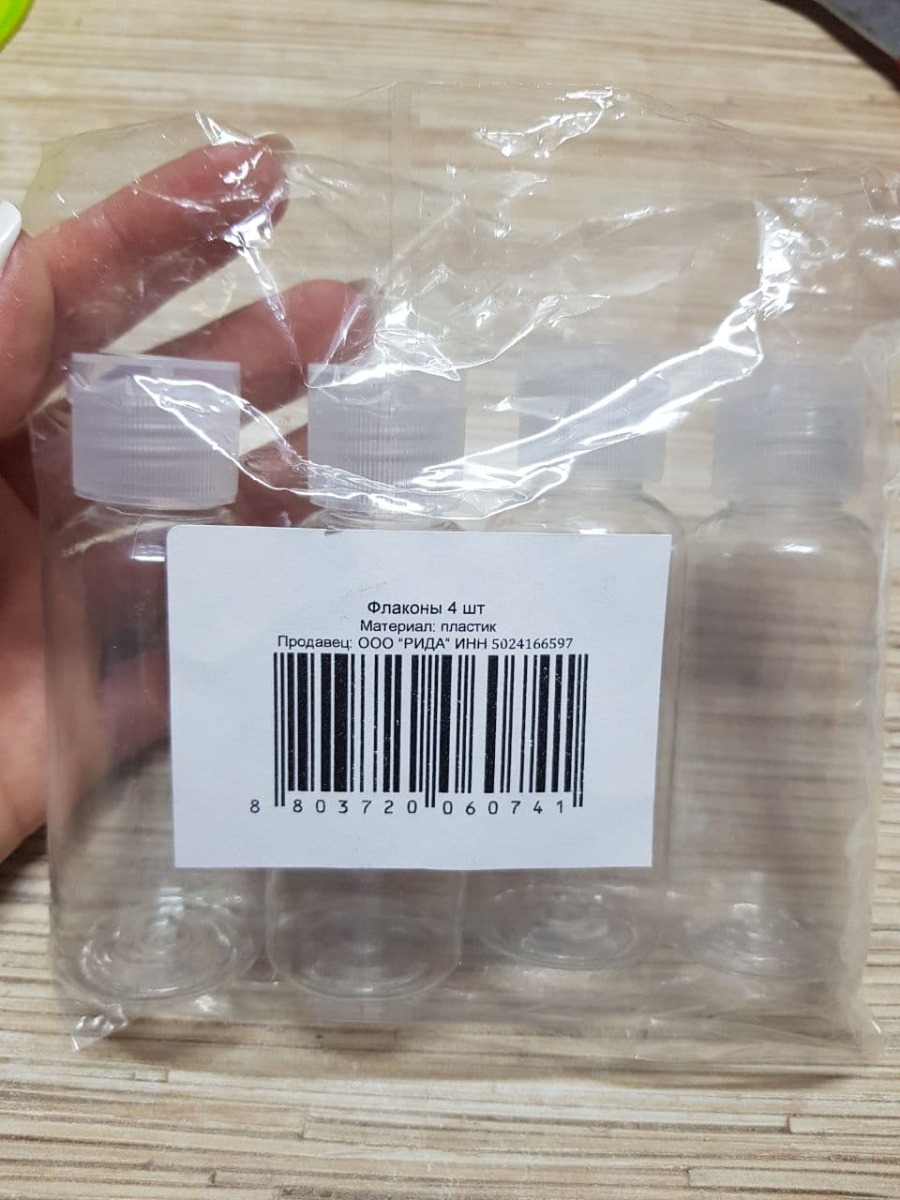 Флаконы 4 шт
Материал: пластик
Продавец: ООО "РИДА" ИНН 5024166597
8 803720 060741